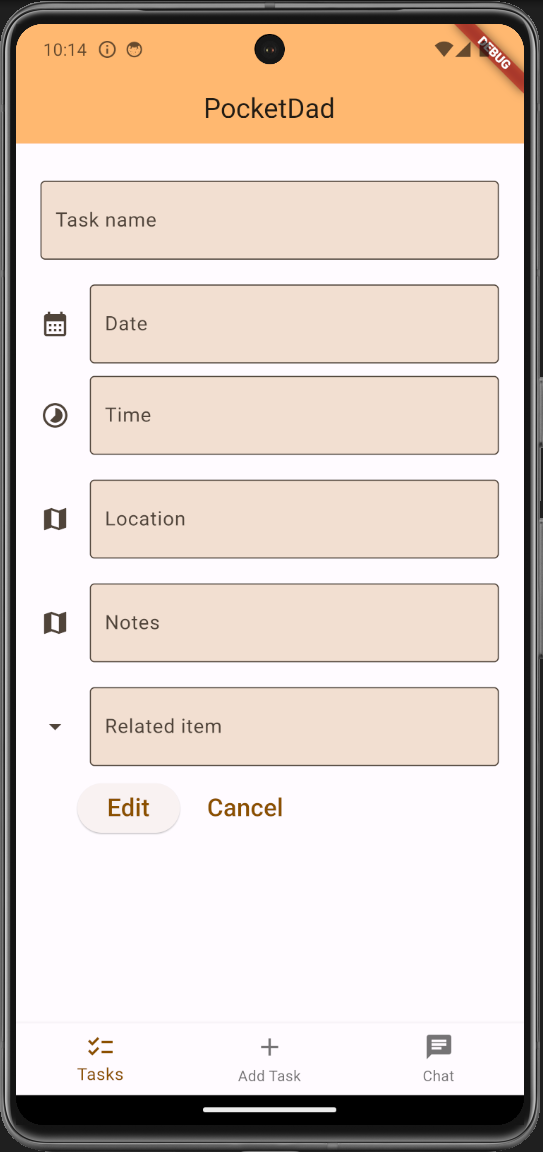 10:14
DEBUG
PocketDad
Task name
Date
Time
Location
Notes
Related item
Edit Cancel
Tasks Add Task Chat